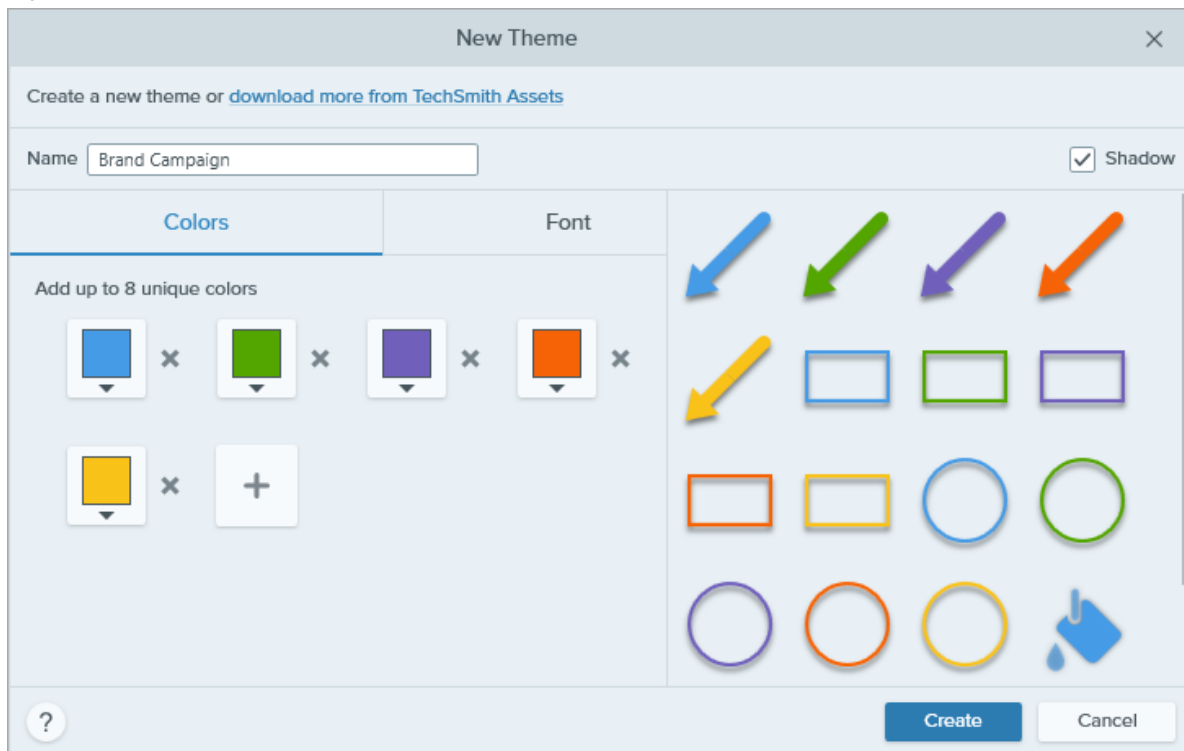 New Theme
Create a new theme or download more from TechSmith Assets
Name Brand Campaign Shadow
Colors Font
Add up to 8 unique colors
? Create Cancel